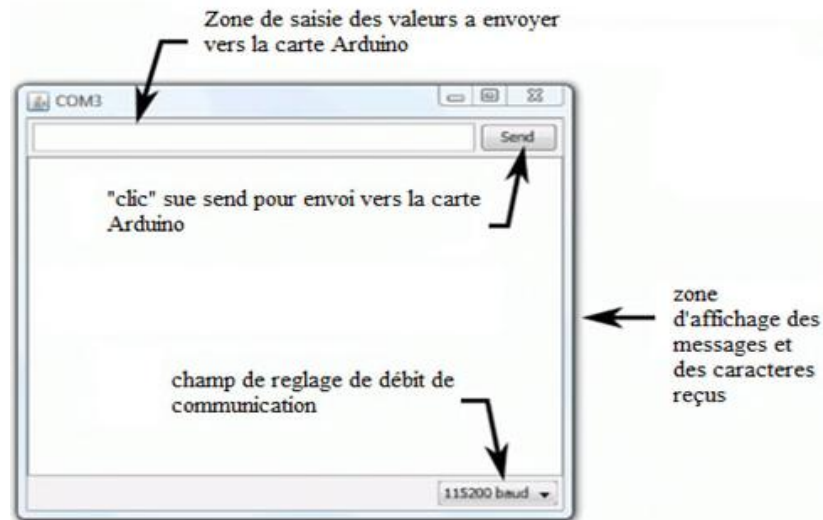 Zone de saisie des valeurs a envoyer
vers la carte Arduino
COM3
Send
"clic" sue send pour envoi vers la carte
Arduino
zone
d'affichage des
messages et
des caracteres
reçus
champ de reglage de débit de
communication
115200 baud